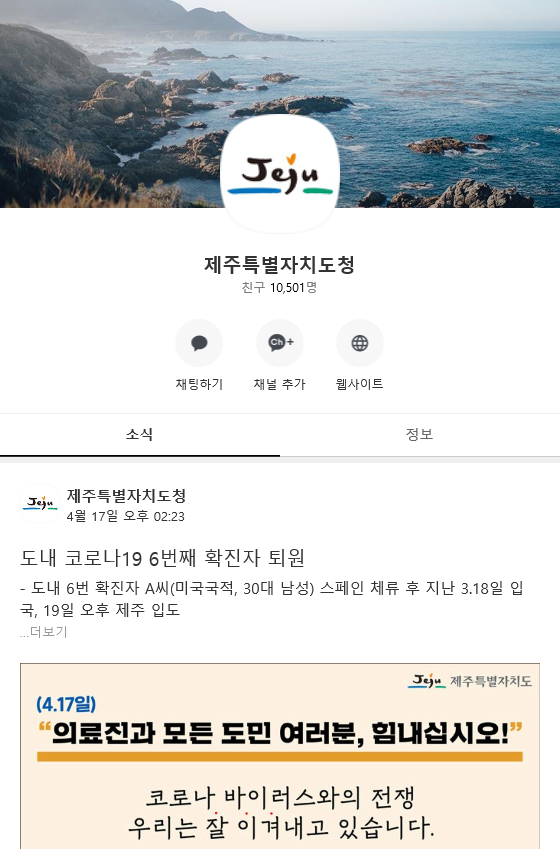 Jeju
제주특별자치도청
친구 10,501명
Ch+
채팅하기
채널 추가
웹사이트
소식
정보
Jeju
제주특별자치도청
4월 17일 오후 02:23
도내 코로나19 6번째 확진자 퇴원
- 도내 6번 확진자 A씨(미국국적, 30대 남성) 스페인 체류 후 지난 3.18일 입
국, 19일 오후 제주 입도
...더보기
Jeju 제주특별자치도
(4.17일)
“의료진과 모든 도민 여러분, 힘내십시오!”
코로나 바이러스와의 전쟁
우리는 잘 이겨내고 있습니다.